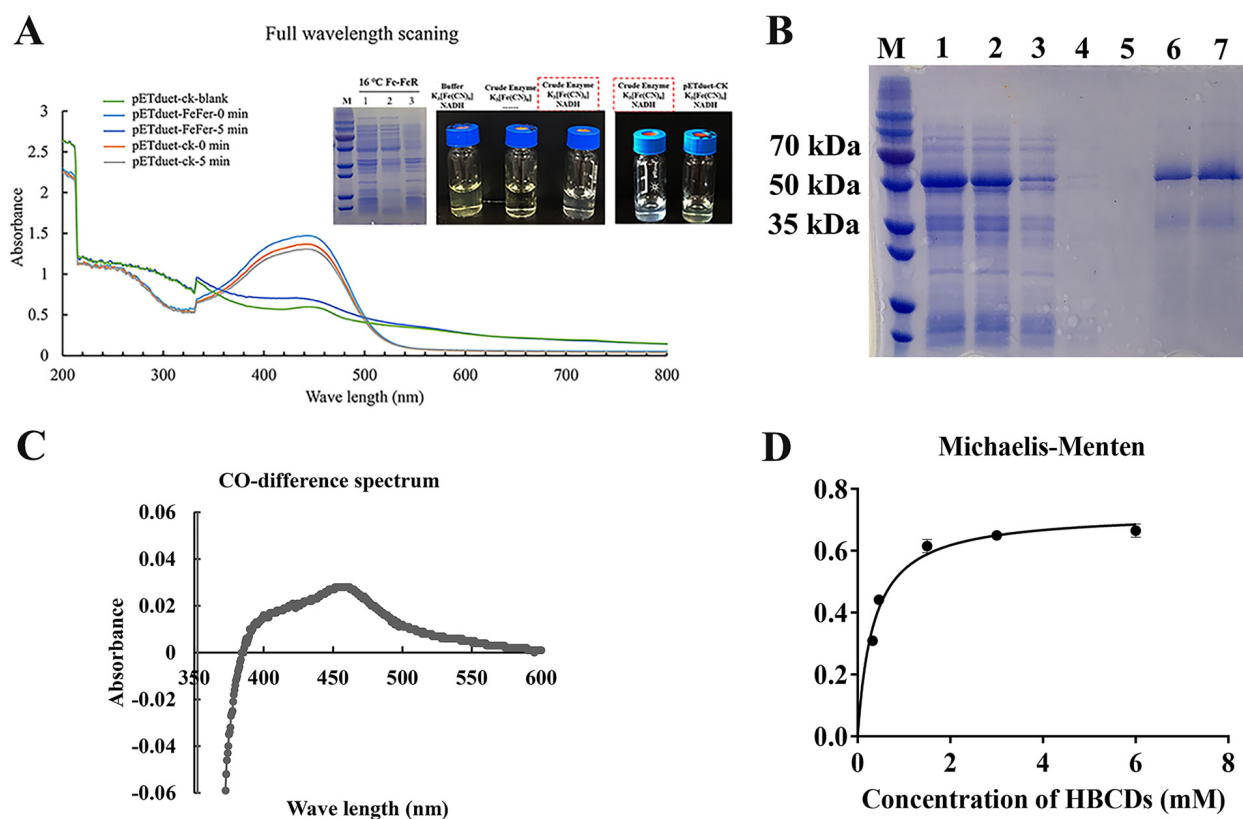 A
Full wavelength scaning
pETduet-ck-blank
pETduet-FeFer-0 min
pETduet-FeFer-5 min
pETduet-ck-0 min
pETduet-ck-5 min
16 °C Fe-FeR
M 1 2 3
Buffer
K₃[Fe(CN)₆]
NADH
Crude Enzyme
K₃[Fe(CN)₆]
------
Crude Enzyme
K₃[Fe(CN)₆]
NADH
Crude Enzyme
K₃[Fe(CN)₆]
NADH
pETduet-CK
K₃[Fe(CN)₆]
NADH
Absorbance
3
2.5
2
1.5
1
0.5
0
200 300 400 500 600 700 800
Wave length (nm)
B
M 1 2 3 4 5 6 7
70 kDa
50 kDa
35 kDa
C
CO-difference spectrum
Absorbance
0.06
0.04
0.02
0
-0.02
-0.04
-0.06
350 400 450 500 550 600
Wave length (nm)
D
Michaelis-Menten
0.8
0.6
0.4
0.2
0.0
0 2 4 6 8
Concentration of HBCDs (mM)